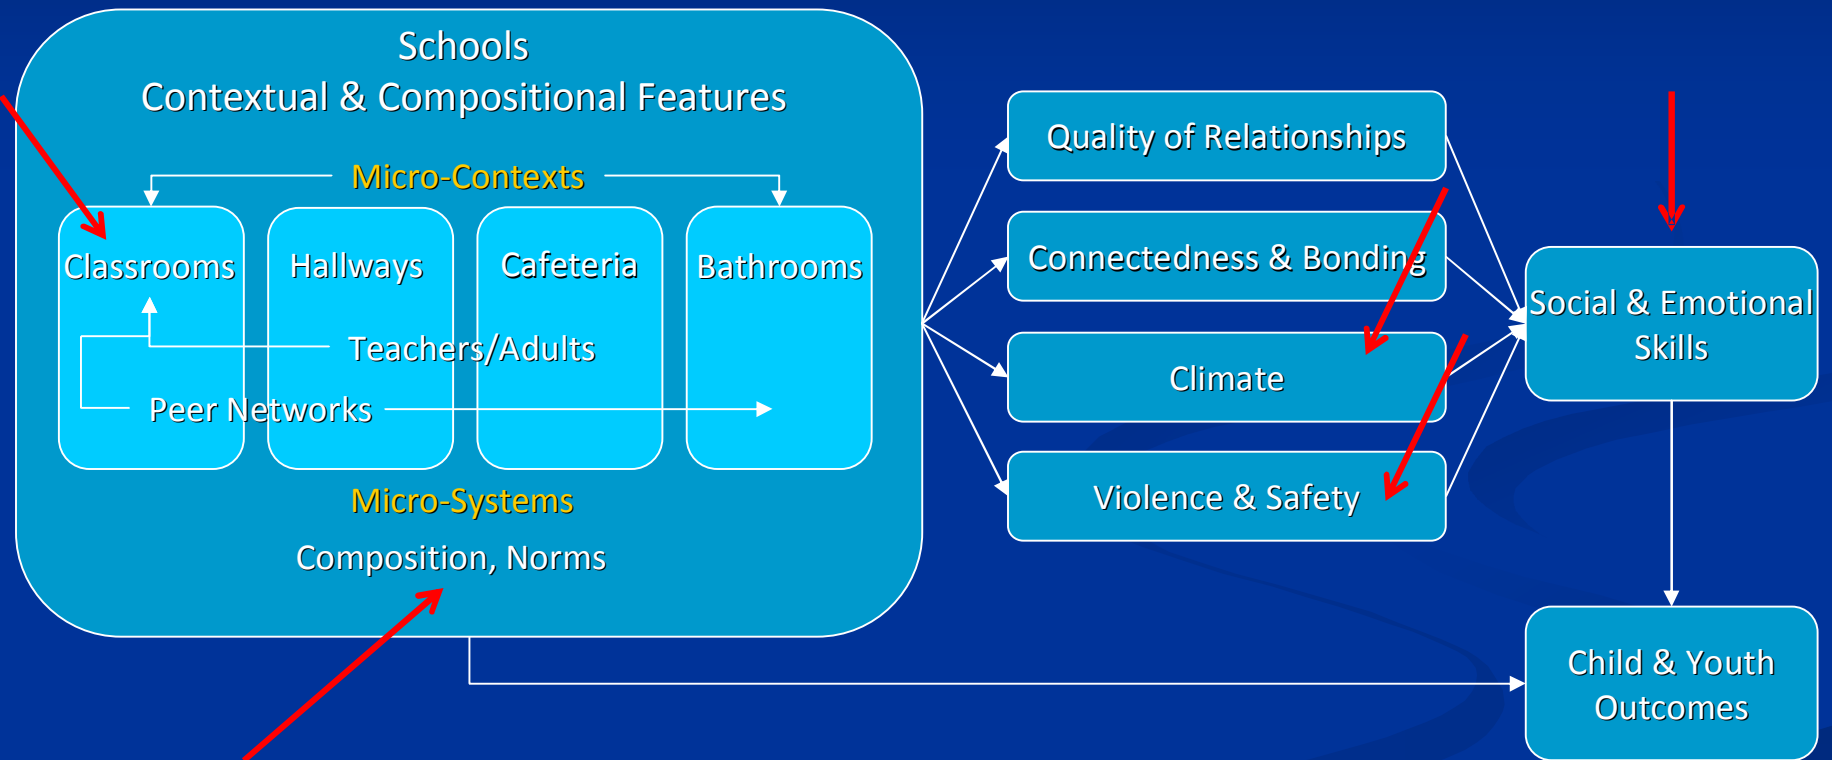 Schools
Contextual & Compositional Features
Micro-Contexts
Classrooms
Hallways
Cafeteria
Bathrooms
Teachers/Adults
Peer Networks
Micro-Systems
Composition, Norms
Quality of Relationships
Connectedness & Bonding
Climate
Violence & Safety
Social & Emotional
Skills
Child & Youth
Outcomes